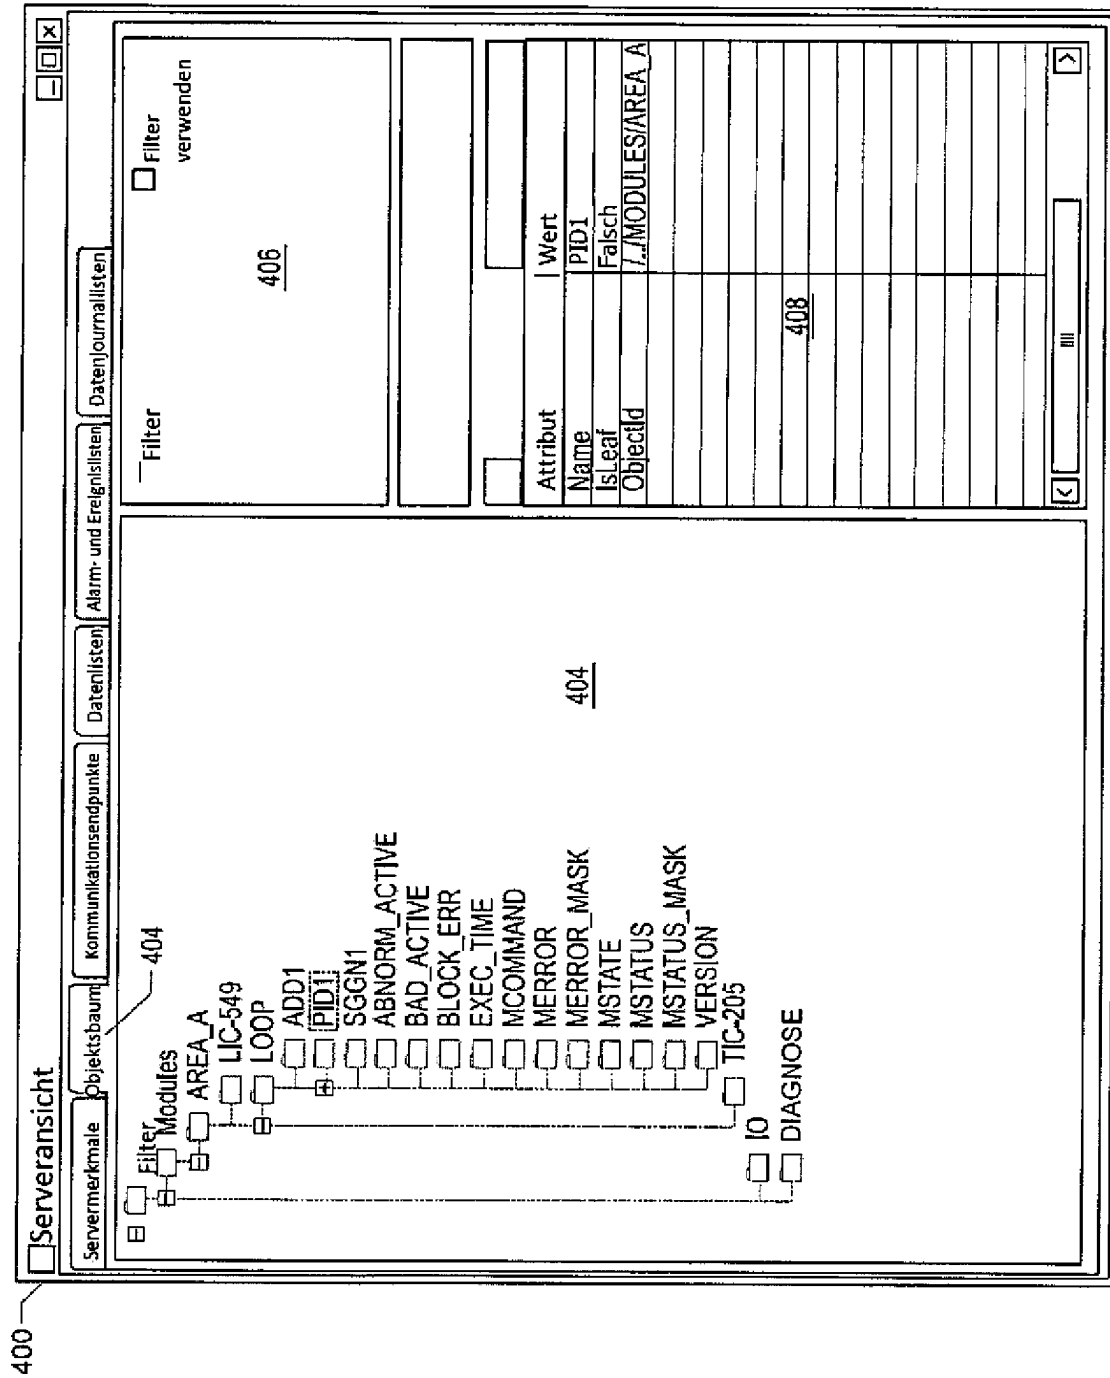 400
Serveransicht
Servermerkmale
Objektsbaum
Kommunikationsendpunkte
Datenlisten
Alarm- und Ereignislisten
Datenjournallisten
404
Filter
Modules
AREA_A
LIC-549
LOOP
ADD1
PID1
SGGN1
ABNORM_ACTIVE
BAD_ACTIVE
BLOCK_ERR
EXEC_TIME
MCOMMAND
MERROR
MERROR_MASK
MSTATE
MSTATUS
MSTATUS_MASK
VERSION
TIC-205
IO
DIAGNOSE
404
Filter
Filter
verwenden
406
Attribut Wert
Name PID1
IsLeaf Falsch
ObjectId /../MODULES/AREA_A
408